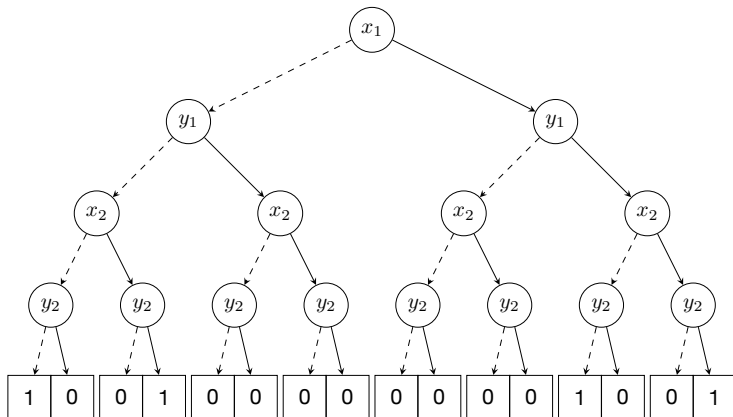 x₁
y₁ y₁
x₂ x₂ x₂ x₂
y₂ y₂ y₂ y₂ y₂ y₂ y₂ y₂
1 0 0 1 0 0 0 0 0 0 0 0 1 0 0 1